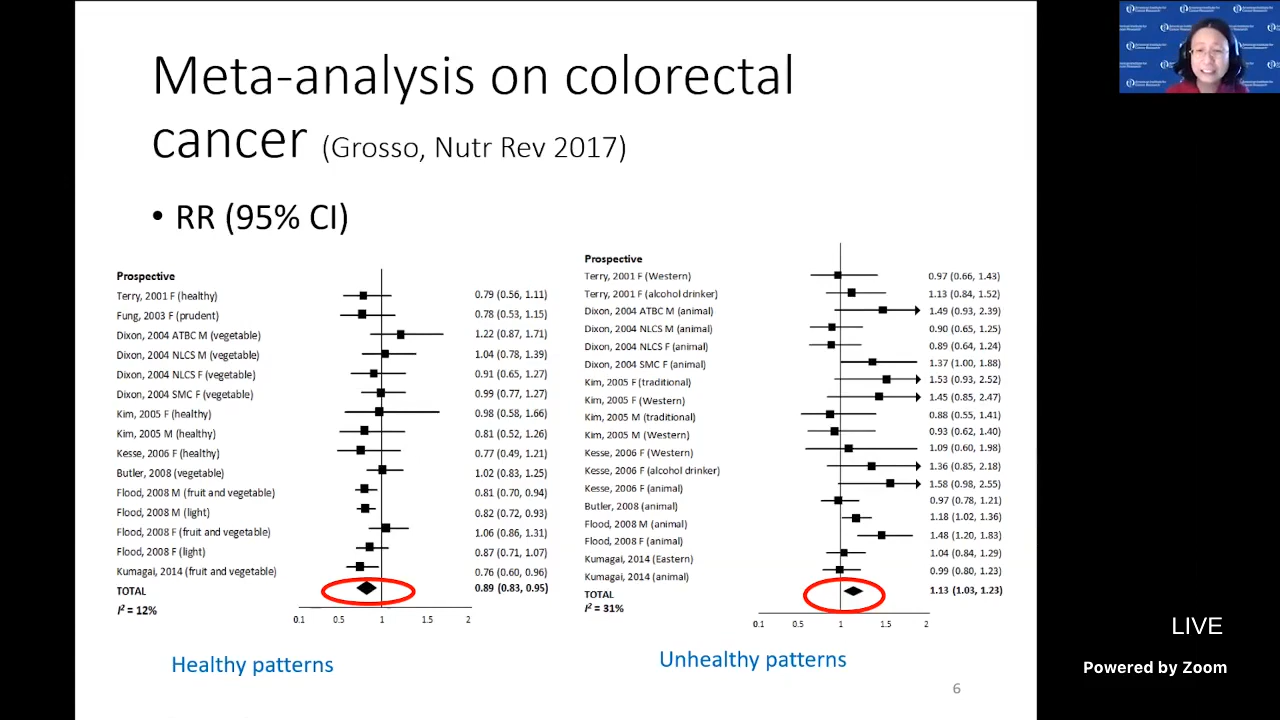 Meta-analysis on colorectal
cancer (Grosso, Nutr Rev 2017)
• RR (95% CI)
Prospective
Terry, 2001 F (healthy) 0.79 (0.56, 1.11)
Fung, 2003 F (prudent) 0.78 (0.53, 1.15)
Dixon, 2004 ATBC M (vegetable) 1.22 (0.87, 1.71)
Dixon, 2004 NLCS M (vegetable) 1.04 (0.78, 1.39)
Dixon, 2004 NLCS F (vegetable) 0.91 (0.65, 1.27)
Dixon, 2004 SMC F (vegetable) 0.99 (0.77, 1.27)
Kim, 2005 F (healthy) 0.98 (0.58, 1.66)
Kim, 2005 M (healthy) 0.81 (0.52, 1.26)
Kesse, 2006 F (healthy) 0.77 (0.49, 1.21)
Butler, 2008 (vegetable) 1.02 (0.83, 1.25)
Flood, 2008 M (fruit and vegetable) 0.81 (0.70, 0.94)
Flood, 2008 M (light) 0.82 (0.72, 0.93)
Flood, 2008 F (fruit and vegetable) 1.06 (0.86, 1.31)
Flood, 2008 F (light) 0.87 (0.71, 1.07)
Kumagai, 2014 (fruit and vegetable) 0.76 (0.60, 0.96)
TOTAL 0.89 (0.83, 0.95)
I² = 12%
0.1 0.5 1 1.5 2
Healthy patterns
Prospective
Terry, 2001 F (Western) 0.97 (0.66, 1.43)
Terry, 2001 F (alcohol drinker) 1.13 (0.84, 1.52)
Dixon, 2004 ATBC M (animal) 1.49 (0.93, 2.39)
Dixon, 2004 NLCS M (animal) 0.90 (0.65, 1.25)
Dixon, 2004 NLCS F (animal) 0.89 (0.64, 1.24)
Dixon, 2004 SMC F (animal) 1.37 (1.00, 1.88)
Kim, 2005 F (traditional) 1.53 (0.93, 2.52)
Kim, 2005 F (Western) 1.45 (0.85, 2.47)
Kim, 2005 M (traditional) 0.88 (0.55, 1.41)
Kim, 2005 M (Western) 0.93 (0.62, 1.40)
Kesse, 2006 F (Western) 1.09 (0.60, 1.98)
Kesse, 2006 F (alcohol drinker) 1.36 (0.85, 2.18)
Kesse, 2006 F (animal) 1.58 (0.98, 2.55)
Butler, 2008 (animal) 0.97 (0.78, 1.21)
Flood, 2008 M (animal) 1.18 (1.02, 1.36)
Flood, 2008 F (animal) 1.48 (1.20, 1.83)
Kumagai, 2014 (Eastern) 1.04 (0.84, 1.29)
Kumagai, 2014 (animal) 0.99 (0.80, 1.23)
TOTAL 1.13 (1.03, 1.23)
I² = 31%
0.1 0.5 1 1.5 2
Unhealthy patterns
6
LIVE
Powered by Zoom